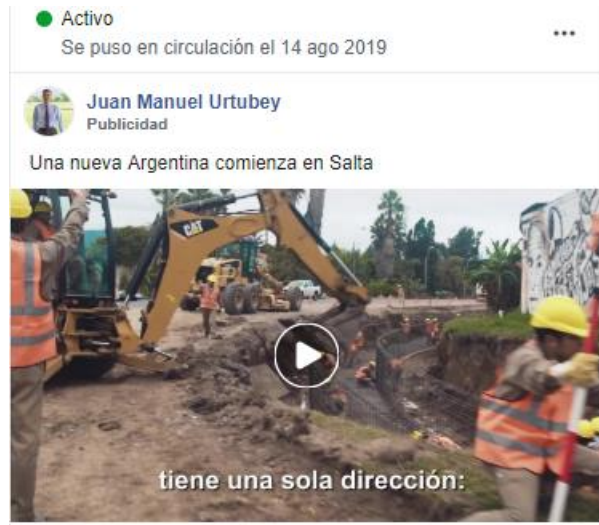 Activo
Se puso en circulación el 14 ago 2019
Juan Manuel Urtubey
Publicidad
Una nueva Argentina comienza en Salta
CAT
tiene una sola dirección: